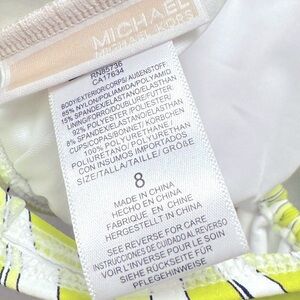 MICHAEL
MICHAEL KORS
RN85736
CA17634
BODY/EXTERIOR/CORPS/AUSSENSTOFF:
85% NYLON/POLIAMIDA/POLYAMID
15% SPANDEX/ELASTANO/ELASTHAN
LINING/FORRO/DOUBLURE/FUTTER:
92% POLYESTER/POLIESTER
8% SPANDEX/ELASTANO/ELASTHAN
CUPS/COPAS/BONNET/KORBCHEN
100% POLYURETHAN/
POLIURETANO/POLYURETHAN
CON INSUMOS IMPORTADOS
SIZE/TALLA/TAILLE/ GRÖSSE
8
MADE IN CHINA
HECHO EN CHINA
FABRIQUE EN CHINE
HERGESTELLT IN CHINA
SEE REVERSE FOR CARE
INSTRUCCIONES DE CUIDADO AL REVERSO
VOIR L'INVERSE POUR LE SOIN
SIEHE RÜCKSEITE FÜR
PFLEGEHINWEISE